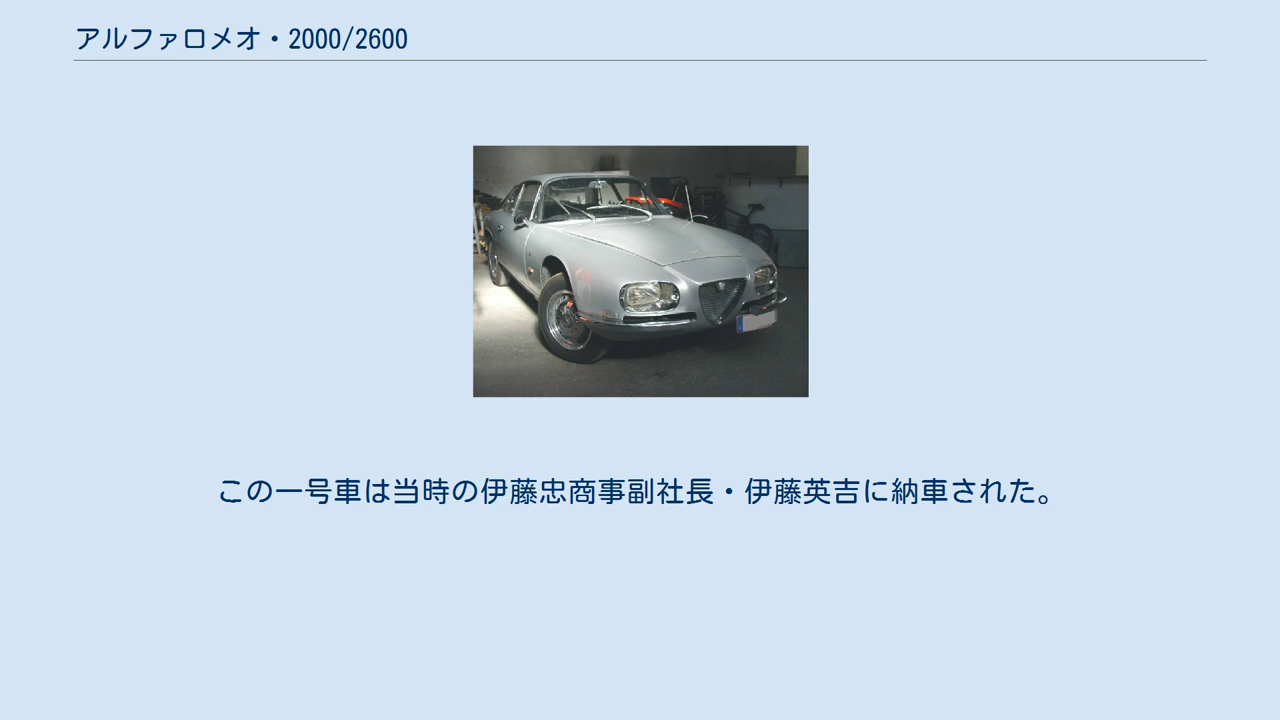 アルファロメオ・2000/2600
この一号車は当時の伊藤忠商事副社長・伊藤英吉に納車された。